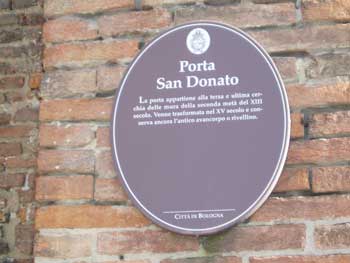 Porta
San Donato
La porta appartiene alla terza e ultima cer-
chia delle mura della seconda metà del XIII
secolo. Venne trasformata nel XV secolo e con-
serva ancora l'antico avancorpo o rivellino.
Città di Bologna